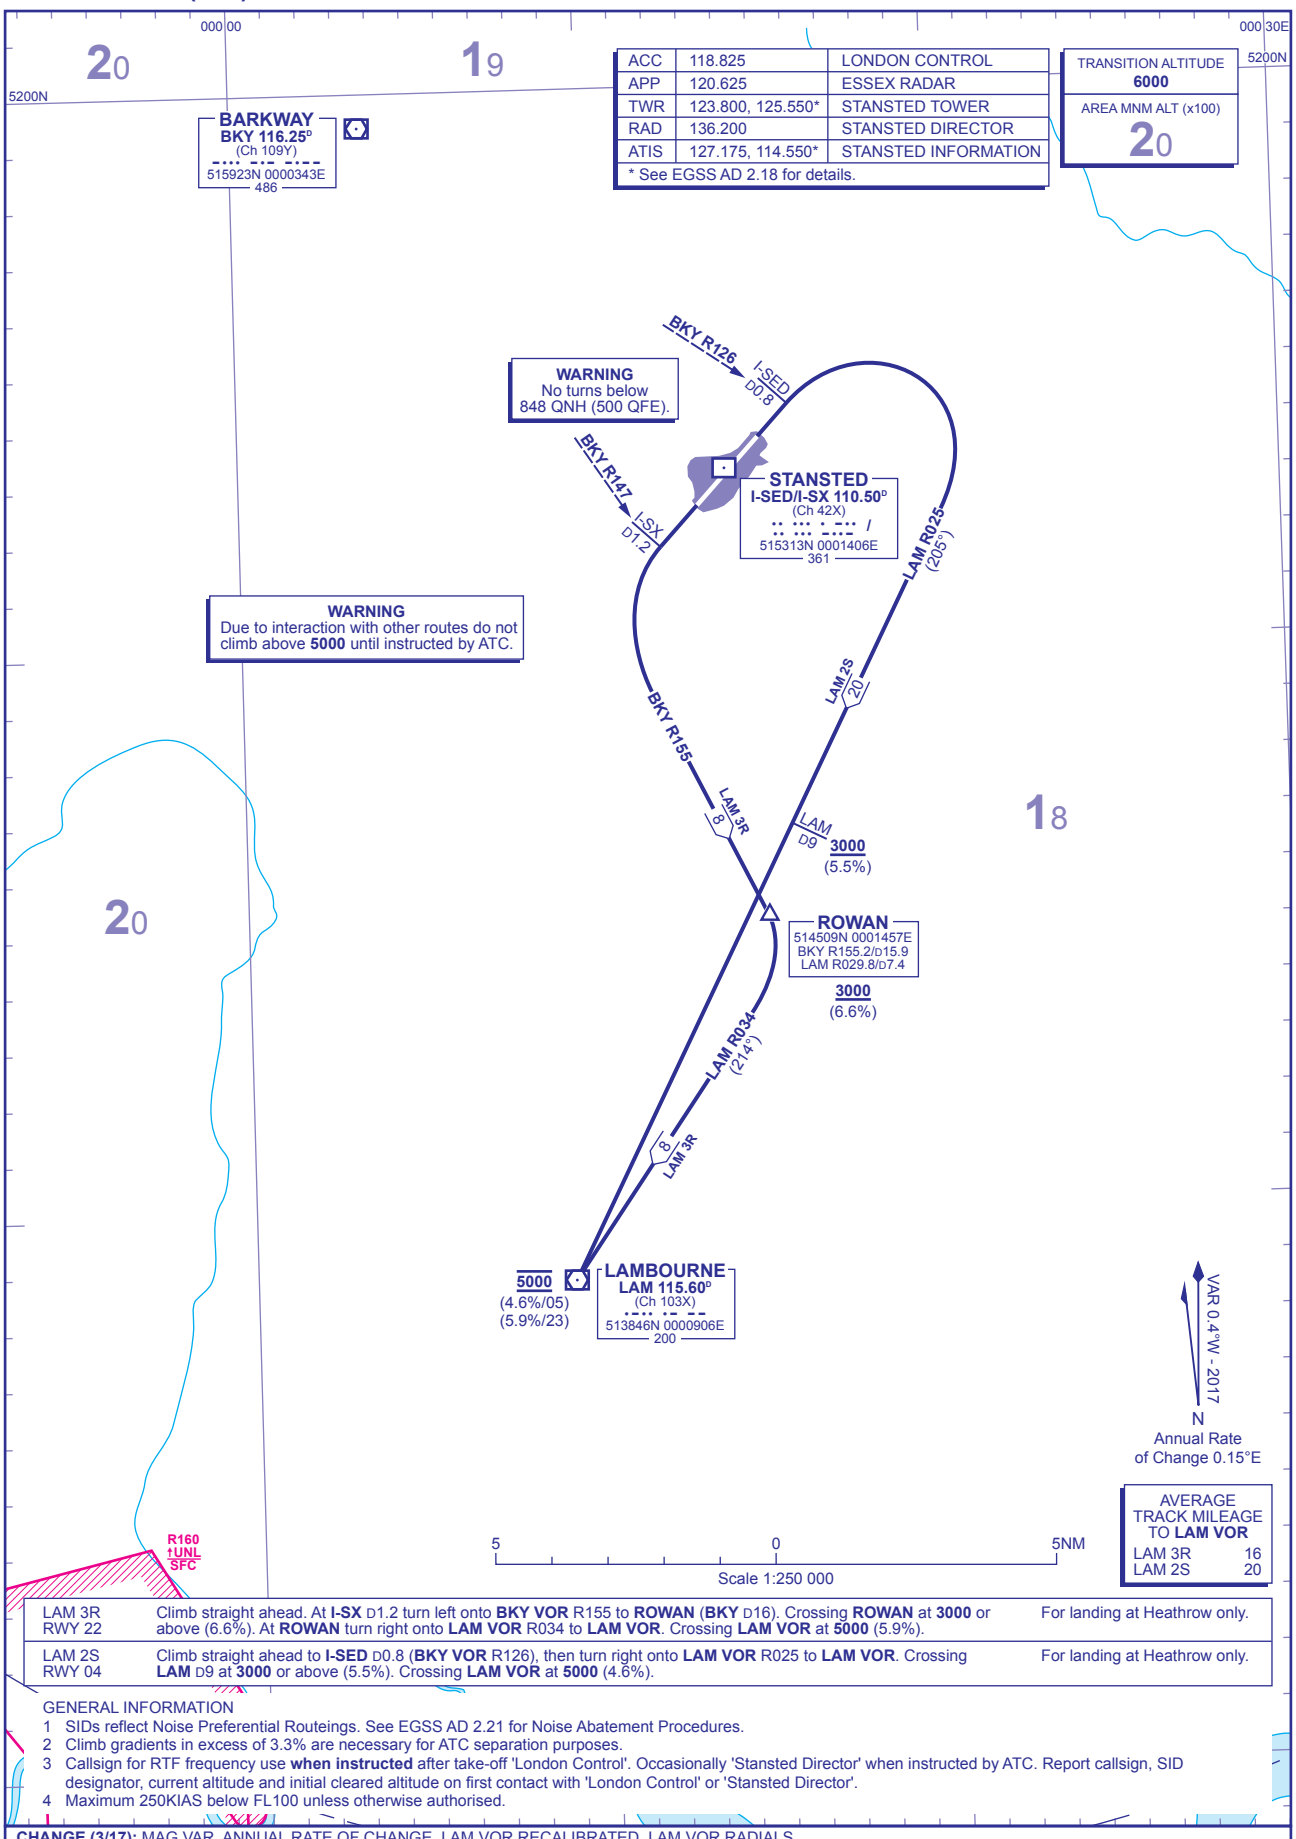 000 00
000 30E
20
19
5200N
5200N
ACC 118.825 LONDON CONTROL
APP 120.625 ESSEX RADAR
TWR 123.800, 125.550* STANSTED TOWER
RAD 136.200 STANSTED DIRECTOR
ATIS 127.175, 114.550* STANSTED INFORMATION
* See EGSS AD 2.18 for details.
TRANSITION ALTITUDE
6000
AREA MNM ALT (x100)
20
BARKWAY
BKY 116.25D
(Ch 109Y)
515923N 0000343E
486
BKY R126
I-SED
D0.8
WARNING
No turns below
848 QNH (500 QFE).
BKY R147
I-SX
D1.2
STANSTED
I-SED/I-SX 110.50D
(Ch 42X)
515313N 0001406E
361
LAM R025
(205°)
WARNING
Due to interaction with other routes do not
climb above 5000 until instructed by ATC.
LAM 2S
20
BKY R155
LAM 3R
8
LAM
D9
3000
(5.5%)
18
20
ROWAN
514509N 0001457E
BKY R155.2/D15.9
LAM R029.8/D7.4
3000
(6.6%)
LAM R034
(214°)
8
LAM 3R
5000
(4.6%/05)
(5.9%/23)
LAMBOURNE
LAM 115.60D
(Ch 103X)
513846N 0000906E
200
VAR 0.4°W - 2017
N
Annual Rate
of Change 0.15°E
AVERAGE
TRACK MILEAGE
TO LAM VOR
LAM 3R 16
LAM 2S 20
R160
↑UNL
SFC
5 0 5NM
Scale 1:250 000
LAM 3R Climb straight ahead. At I-SX D1.2 turn left onto BKY VOR R155 to ROWAN (BKY D16). Crossing ROWAN at 3000 or For landing at Heathrow only.
RWY 22 above (6.6%). At ROWAN turn right onto LAM VOR R034 to LAM VOR. Crossing LAM VOR at 5000 (5.9%).
LAM 2S Climb straight ahead to I-SED D0.8 (BKY VOR R126), then turn right onto LAM VOR R025 to LAM VOR. Crossing For landing at Heathrow only.
RWY 04 LAM D9 at 3000 or above (5.5%). Crossing LAM VOR at 5000 (4.6%).
GENERAL INFORMATION
1 SIDs reflect Noise Preferential Routeings. See EGSS AD 2.21 for Noise Abatement Procedures.
2 Climb gradients in excess of 3.3% are necessary for ATC separation purposes.
3 Callsign for RTF frequency use when instructed after take-off 'London Control'. Occasionally 'Stansted Director' when instructed by ATC. Report callsign, SID
designator, current altitude and initial cleared altitude on first contact with 'London Control' or 'Stansted Director'.
4 Maximum 250KIAS below FL100 unless otherwise authorised.
CHANGE (3/17): MAG VAR, ANNUAL RATE OF CHANGE, LAM VOR RECALIBRATED, LAM VOR RADIALS.